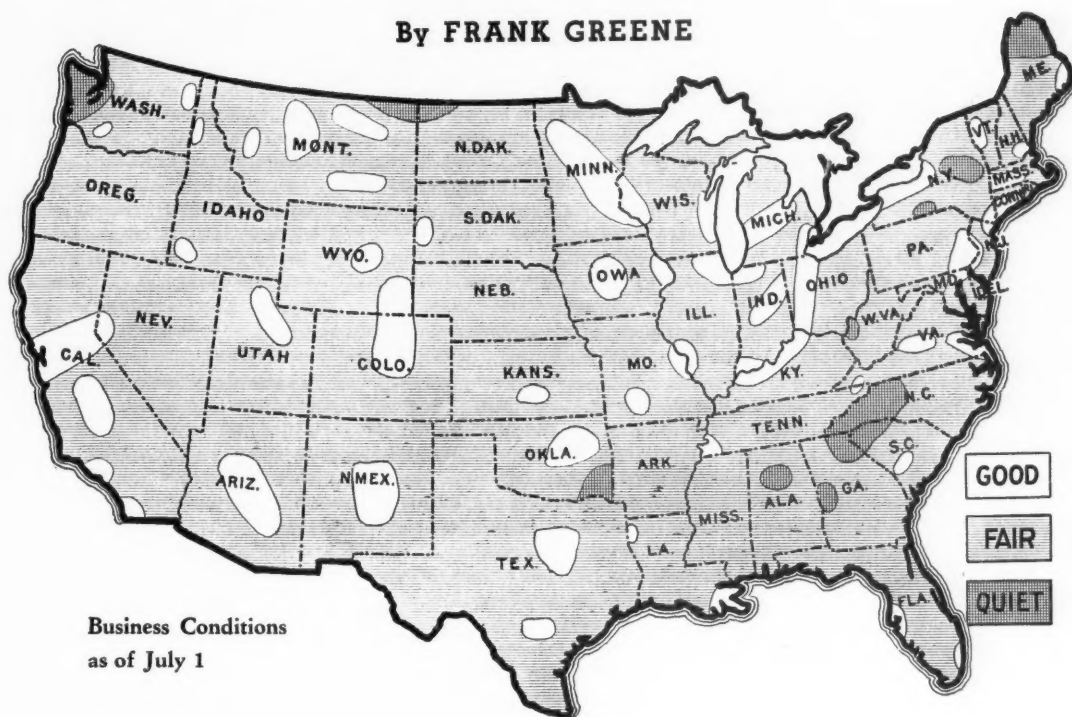 By FRANK GREENE
WASH.
MONT.
N.DAK.
MINN.
ME.
VT.
N.H.
OREG.
IDAHO
S.DAK.
WIS.
MICH.
N.Y.
MASS.
CONN.
WYO.
NEB.
IOWA
PA.
N.J.
NEV.
UTAH
COLO.
ILL.
IND.
OHIO
MD.
DEL.
W.VA.
VA.
CAL.
KANS.
MO.
KY.
N.C.
ARIZ.
N.MEX.
OKLA.
ARK.
TENN.
S.C.
TEX.
LA.
MISS.
ALA.
GA.
FLA.
GOOD
FAIR
QUIET
Business Conditions
as of July 1